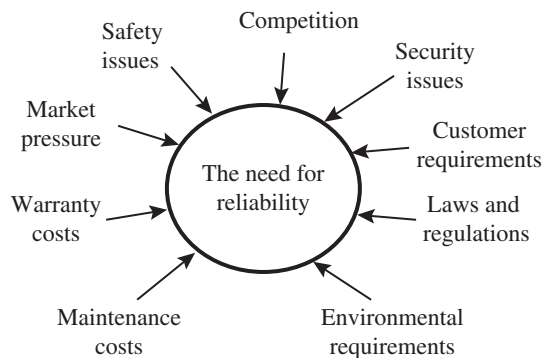 Competition
Safety
issues
Security
issues
Market
pressure
Customer
requirements
The need for
reliability
Warranty
costs
Laws and
regulations
Maintenance
costs
Environmental
requirements